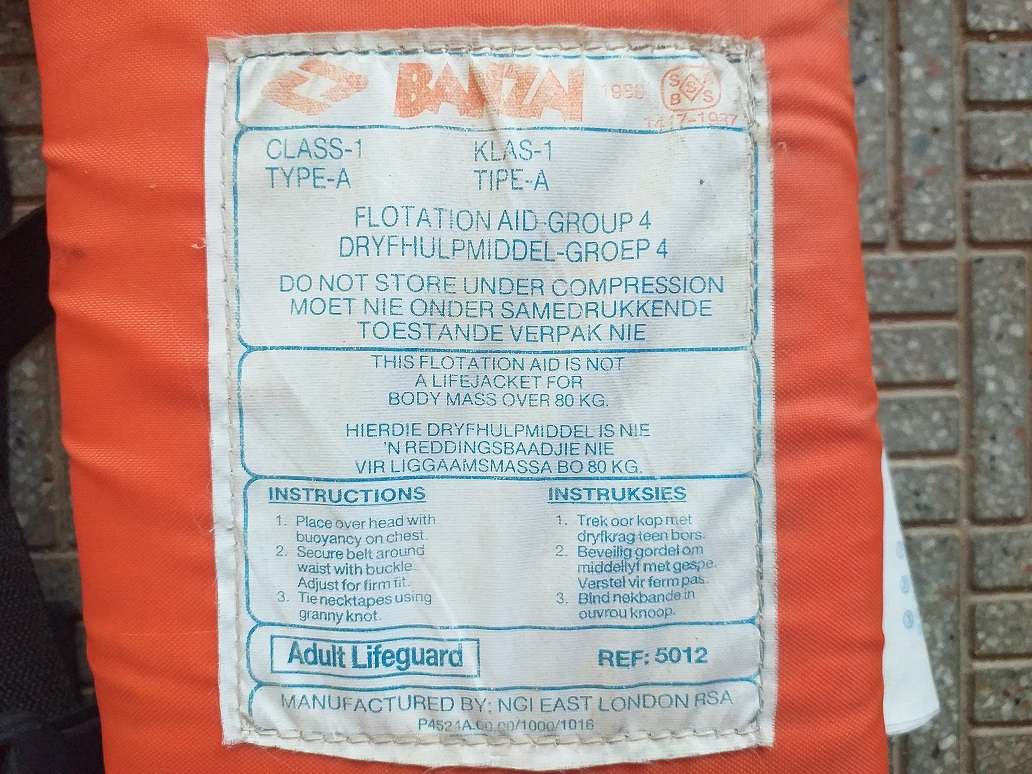 BANZAI
S S
B S
CLASS-1 KLAS-1
TYPE-A TIPE-A
FLOTATION AID-GROUP 4
DRYFHULPMIDDEL-GROEP 4
DO NOT STORE UNDER COMPRESSION
MOET NIE ONDER SAMEDRUKKENDE
TOESTANDE VERPAK NIE
THIS FLOTATION AID IS NOT
A LIFEJACKET FOR
BODY MASS OVER 80 KG.
HIERDIE DRYFHULPMIDDEL IS NIE
'N REDDINGSBAADJIE NIE
VIR LIGGAAMSMASSA BO 80 KG.
INSTRUCTIONS
1. Place over head with
buoyancy on chest.
2. Secure belt around
waist with buckle.
Adjust for firm fit.
3. Tie necktapes using
granny knot.
INSTRUKSIES
1. Trek oor kop met
dryfkrag teen bors.
2. Beveilig gordel om
middellyf met gespe.
Verstel vir ferm pas.
3. Bind nekbande in
ouvrou knoop.
Adult Lifeguard REF: 5012
MANUFACTURED BY: NGI EAST LONDON RSA
P4524A.00.00/1000/1016